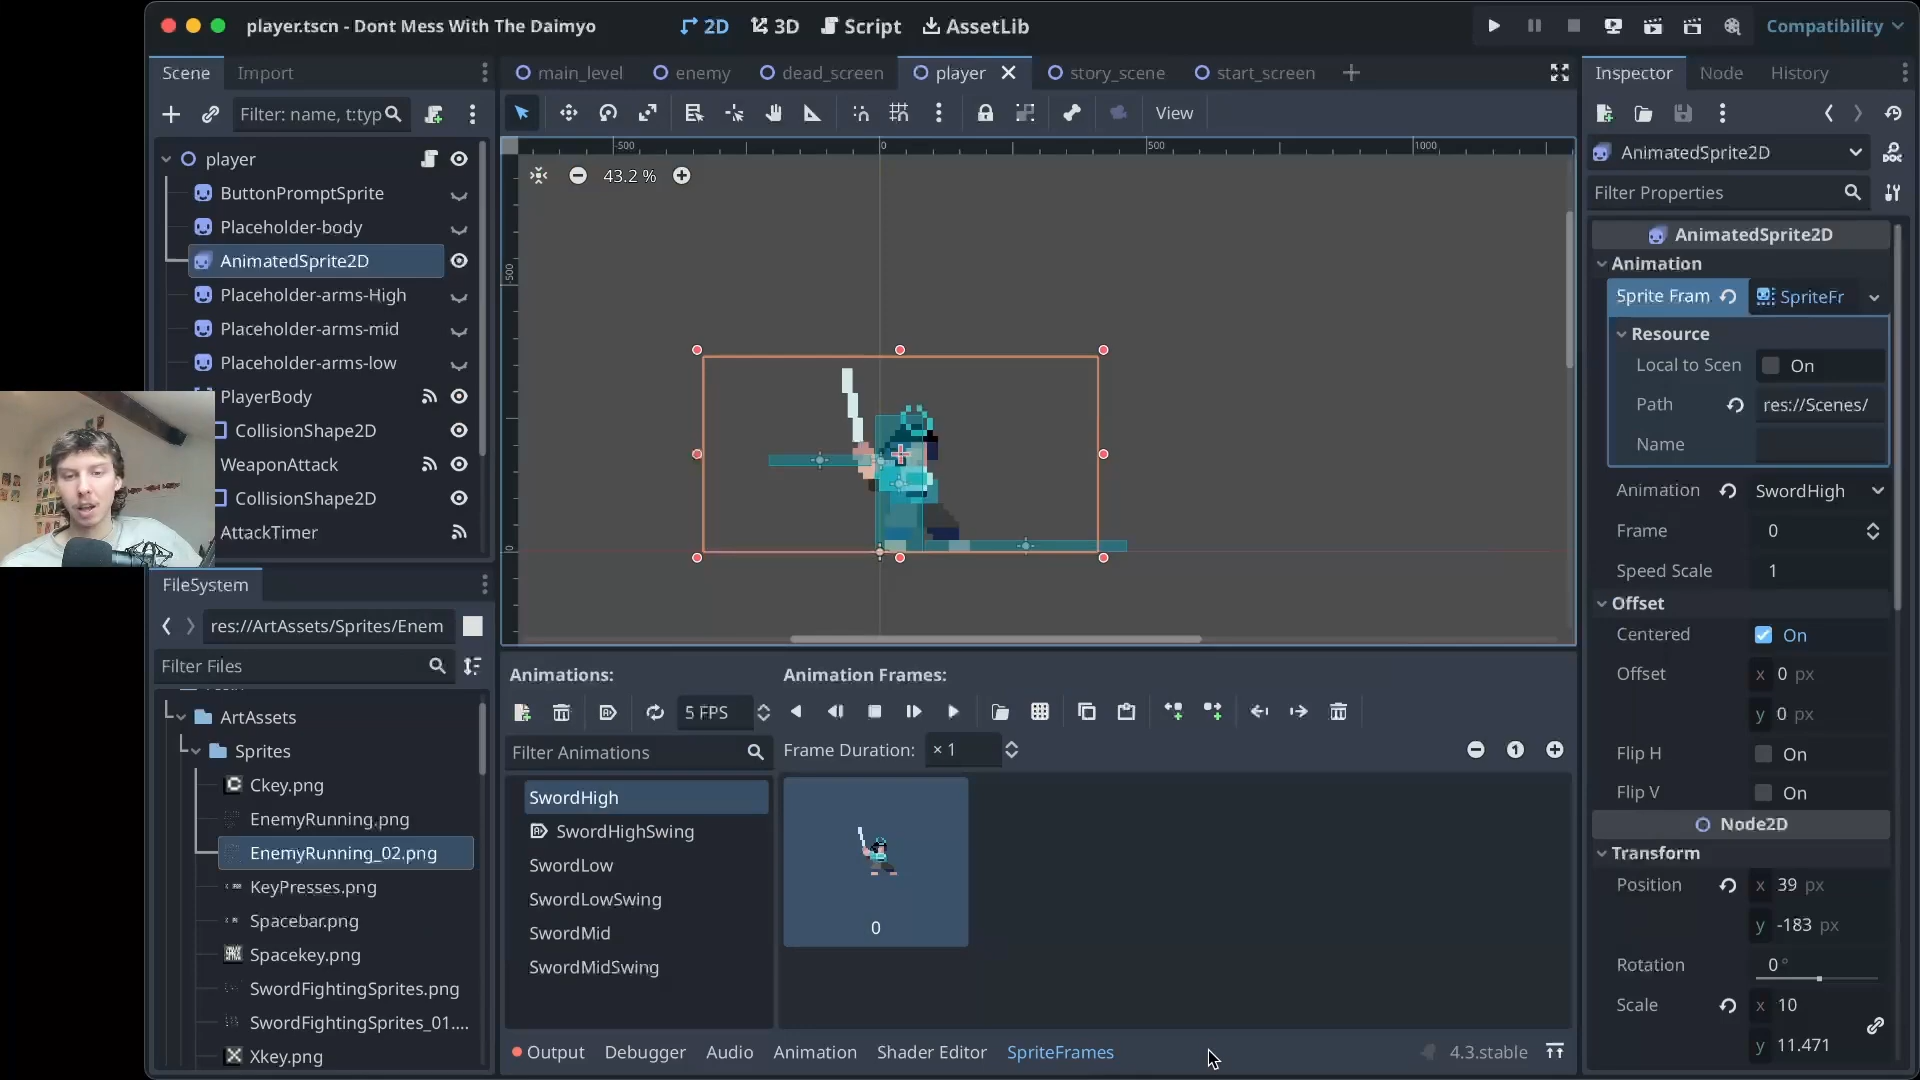 player.tscn - Dont Mess With The Daimyo
2D
3D
Script
AssetLib
Compatibility
Scene
Import
main_level
enemy
dead_screen
player
story_scene
start_screen
Inspector
Node
History
Filter: name, t:typ
View
player
ButtonPromptSprite
Placeholder-body
AnimatedSprite2D
Placeholder-arms-High
Placeholder-arms-mid
Placeholder-arms-low
PlayerBody
CollisionShape2D
WeaponAttack
CollisionShape2D
AttackTimer
-500
0
500
1000
-500
0
43.2 %
AnimatedSprite2D
Filter Properties
AnimatedSprite2D
Animation
Sprite Fram
SpriteFr
Resource
Local to Scen
On
Path
res://Scenes/
Name
Animation
SwordHigh
Frame
0
Speed Scale
1
Offset
Centered
On
Offset
x 0 px
y 0 px
Flip H
On
Flip V
On
Node2D
Transform
Position
x 39 px
y -183 px
Rotation
0 °
Scale
x 10
y 11.471
FileSystem
res://ArtAssets/Sprites/Enem
Filter Files
ArtAssets
Sprites
Ckey.png
EnemyRunning.png
EnemyRunning_02.png
KeyPresses.png
Spacebar.png
Spacekey.png
SwordFightingSprites.png
SwordFightingSprites_01....
Xkey.png
Animations:
5 FPS
Filter Animations
SwordHigh
SwordHighSwing
SwordLow
SwordLowSwing
SwordMid
SwordMidSwing
Animation Frames:
Frame Duration:
× 1
0
Output
Debugger
Audio
Animation
Shader Editor
SpriteFrames
4.3.stable